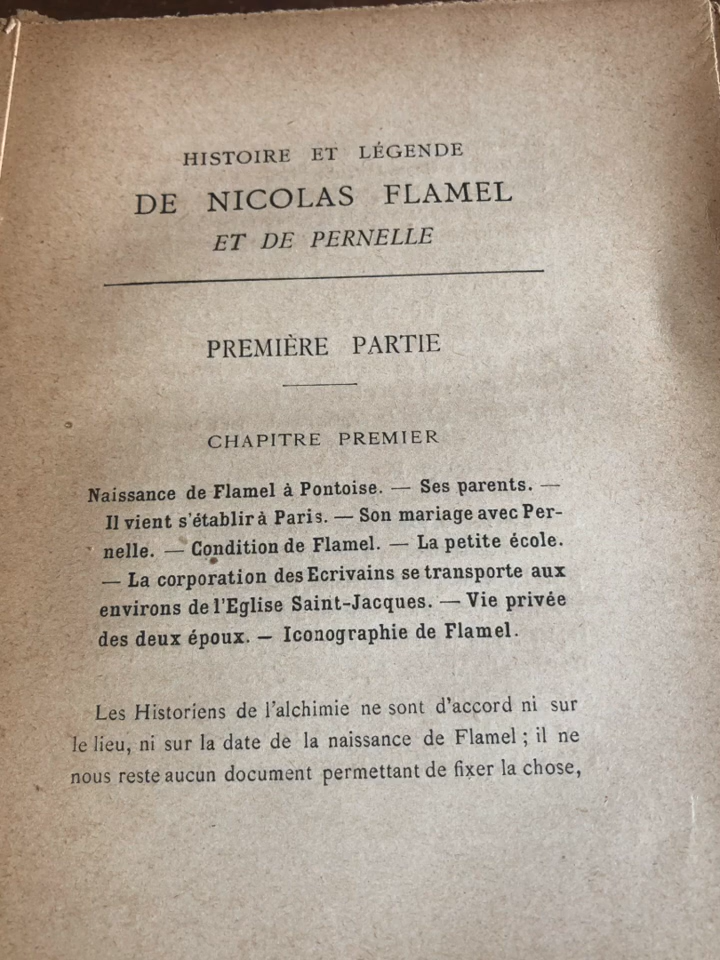 HISTOIRE ET LÉGENDE
DE NICOLAS FLAMEL
ET DE PERNELLE
PREMIÈRE PARTIE
CHAPITRE PREMIER
Naissance de Flamel à Pontoise. — Ses parents. —
Il vient s'établir à Paris. — Son mariage avec Per-
nelle. — Condition de Flamel. — La petite école.
— La corporation des Ecrivains se transporte aux
environs de l'Eglise Saint-Jacques. — Vie privée
des deux époux. — Iconographie de Flamel.
Les Historiens de l'alchimie ne sont d'accord ni sur
le lieu, ni sur la date de la naissance de Flamel ; il ne
nous reste aucun document permettant de fixer la chose,